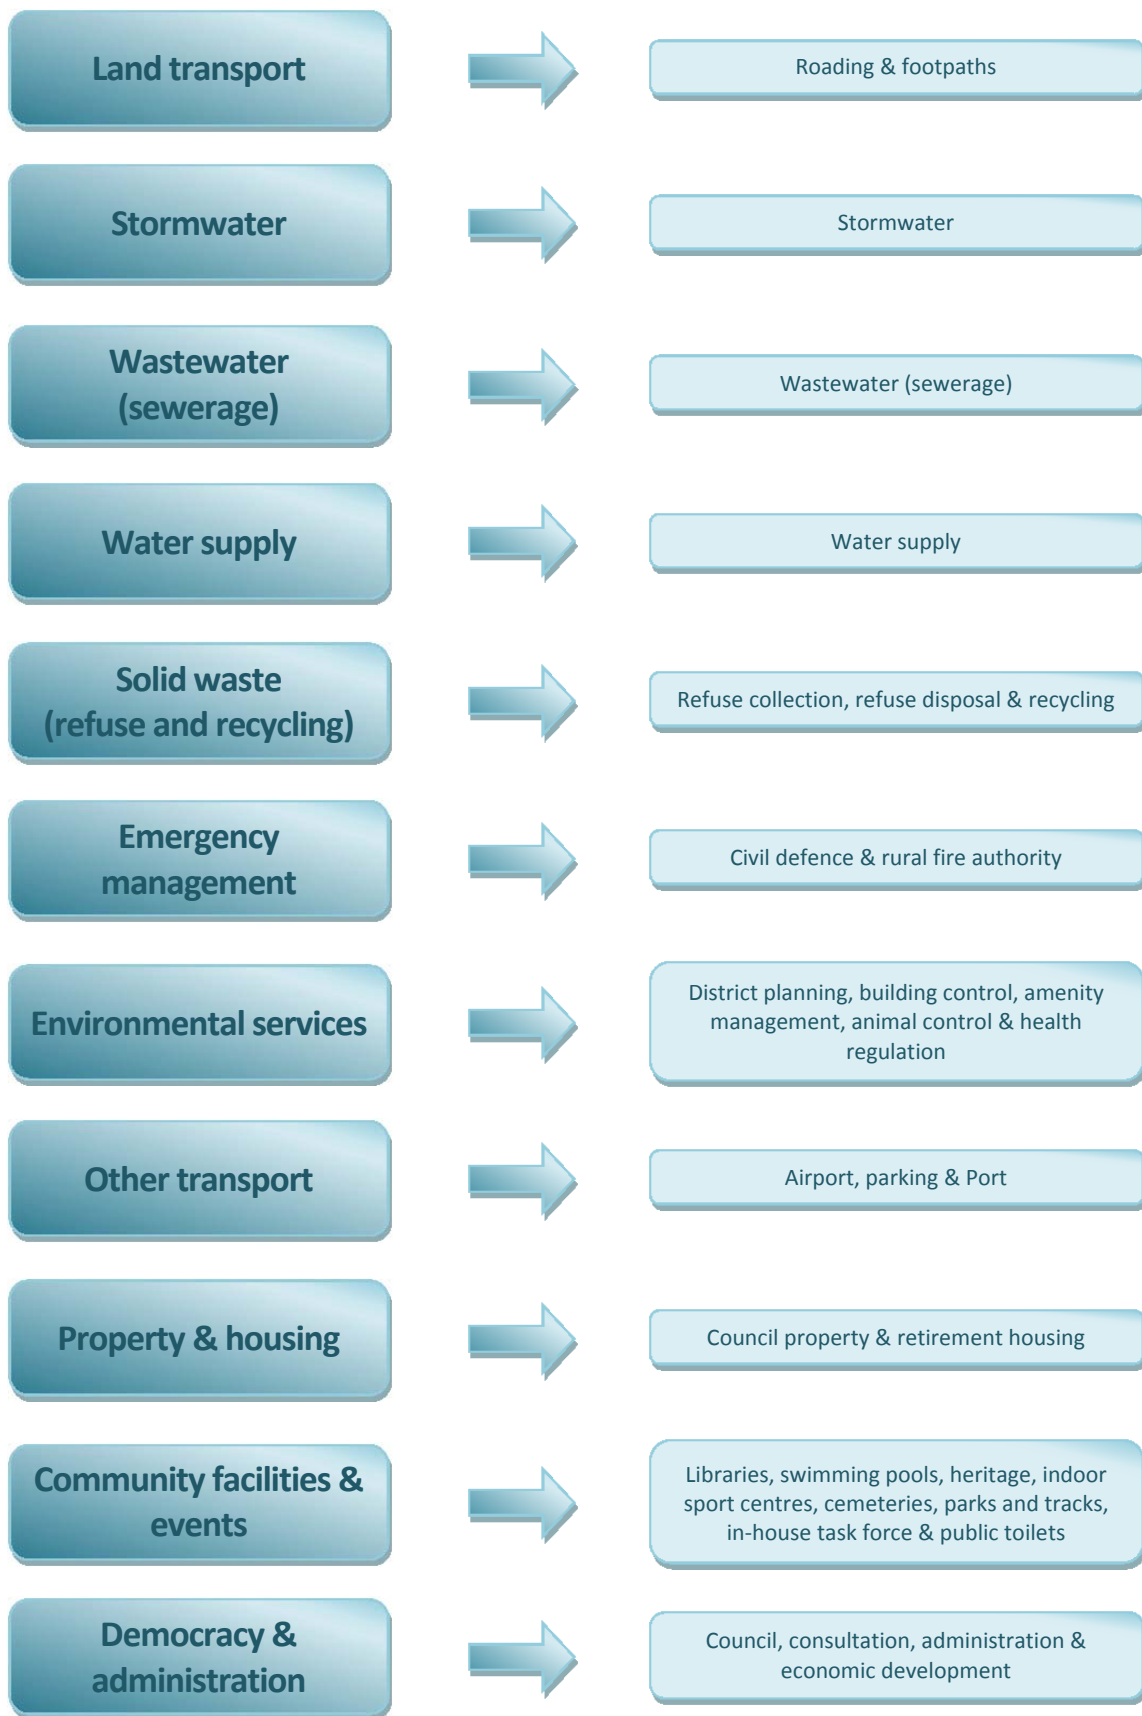 Land transport
Roading & footpaths
Stormwater
Stormwater
Wastewater
(sewerage)
Wastewater (sewerage)
Water supply
Water supply
Solid waste
(refuse and recycling)
Refuse collection, refuse disposal & recycling
Emergency
management
Civil defence & rural fire authority
Environmental services
District planning, building control, amenity
management, animal control & health
regulation
Other transport
Airport, parking & Port
Property & housing
Council property & retirement housing
Community facilities &
events
Libraries, swimming pools, heritage, indoor
sport centres, cemeteries, parks and tracks,
in-house task force & public toilets
Democracy &
administration
Council, consultation, administration &
economic development